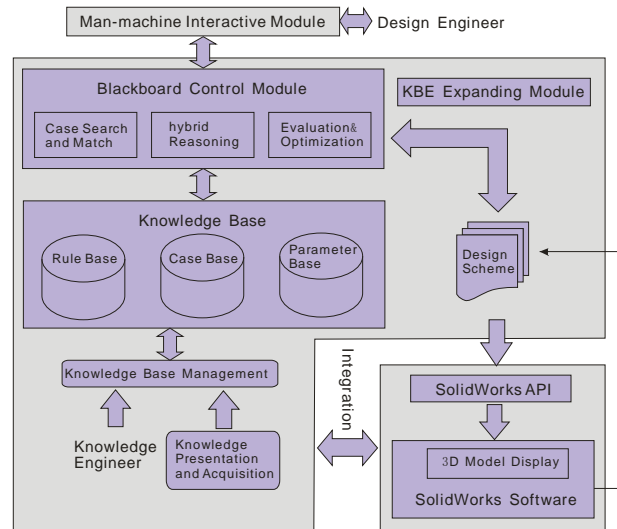 Man-machine Interactive Module
Design Engineer
Blackboard Control Module
KBE Expanding Module
Case Search
and Match
hybrid
Reasoning
Evaluation&
Optimization
Knowledge Base
Rule Base
Case Base
Parameter
Base
Design
Scheme
Knowledge Base Management
Integration
Knowledge
Engineer
Knowledge
Presentation
and Acquisition
SolidWorks API
3D Model Display
SolidWorks Software